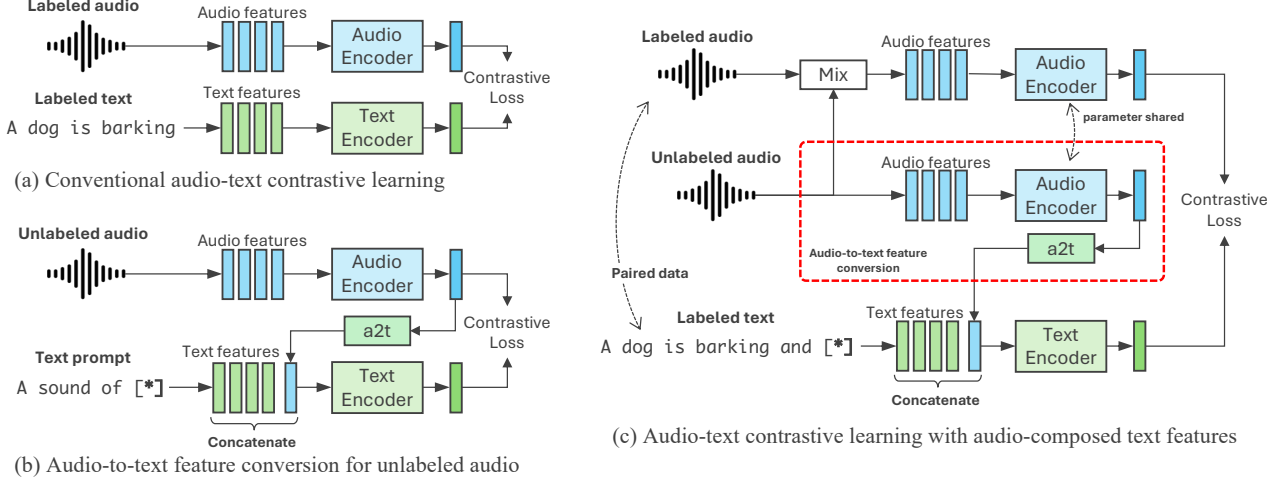 Labeled audio
Audio features
Audio
Encoder
Contrastive
Loss
Labeled text
Text features
A dog is barking
Text
Encoder
(a) Conventional audio-text contrastive learning
Unlabeled audio
Audio features
Audio
Encoder
a2t
Contrastive
Loss
Text prompt
Text features
A sound of [*]
Text
Encoder
Concatenate
(b) Audio-to-text feature conversion for unlabeled audio
Labeled audio
Mix
Audio features
Audio
Encoder
parameter shared
Unlabeled audio
Audio features
Audio
Encoder
Contrastive
Loss
Audio-to-text feature
conversion
a2t
Paired data
Labeled text
Text features
A dog is barking and [*]
Text
Encoder
Concatenate
(c) Audio-text contrastive learning with audio-composed text features